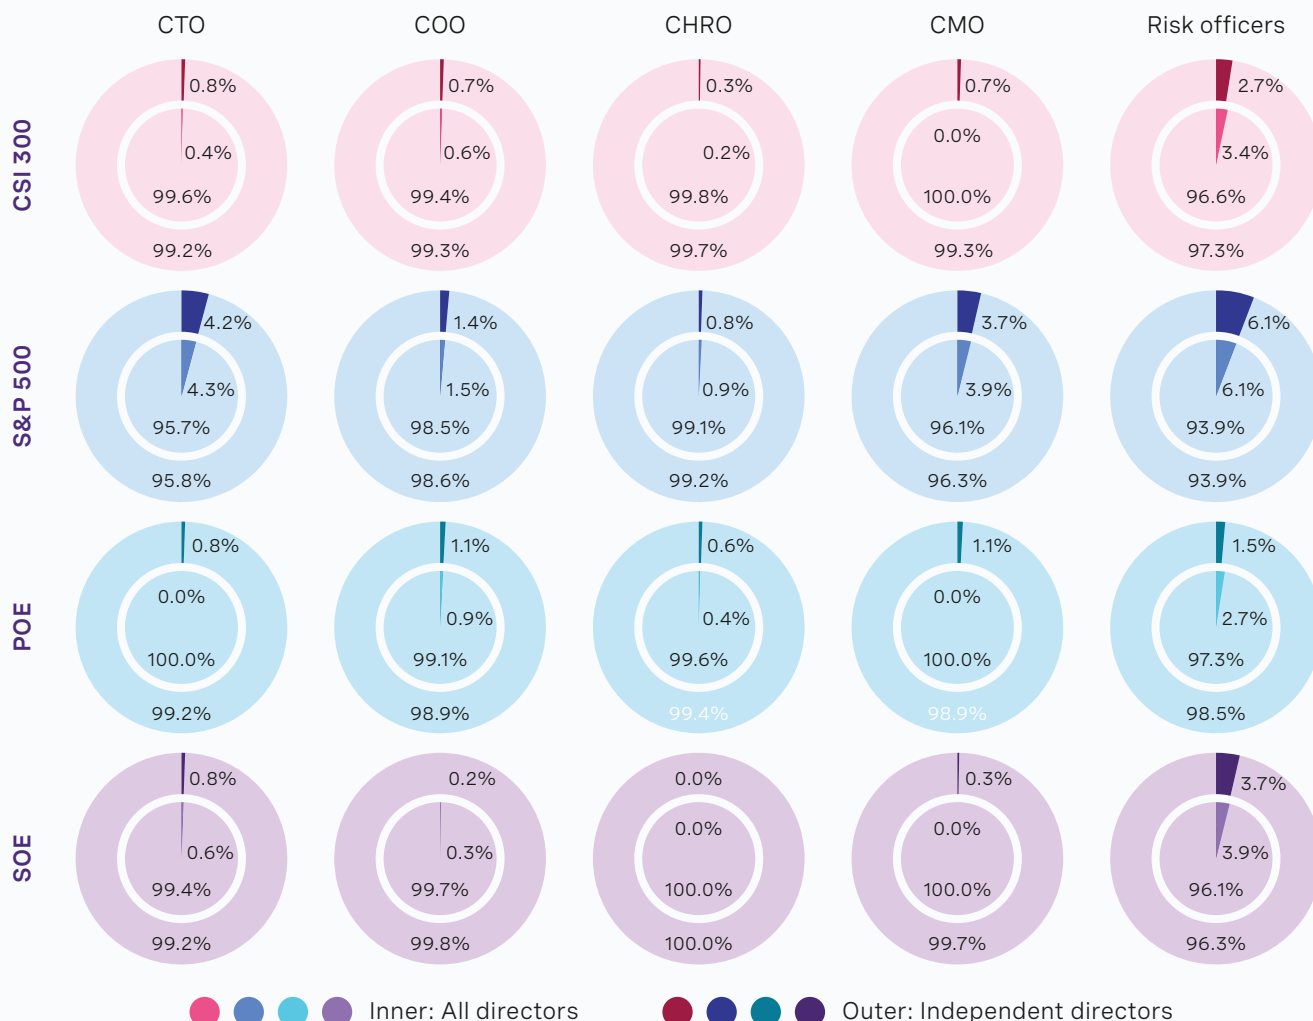 CTO COO CHRO CMO Risk officers
CSI 300
0.8% 0.7% 0.3% 0.7% 2.7%
0.0%
0.4% 0.6% 0.2% 3.4%
99.6% 99.4% 99.8% 100.0% 96.6%
99.2% 99.3% 99.7% 99.3% 97.3%
S&P 500
4.2% 1.4% 0.8% 3.7% 6.1%
4.3% 1.5% 0.9% 3.9% 6.1%
95.7% 98.5% 99.1% 96.1% 93.9%
95.8% 98.6% 99.2% 96.3% 93.9%
POE
0.8% 1.1% 0.6% 1.1% 1.5%
0.0% 0.9% 0.4% 0.0% 2.7%
100.0% 99.1% 99.6% 100.0% 97.3%
99.2% 98.9% 99.4% 98.9% 98.5%
SOE
0.8% 0.2% 0.0% 0.3% 3.7%
0.6% 0.3% 0.0% 0.0% 3.9%
99.4% 99.7% 100.0% 100.0% 96.1%
99.2% 99.8% 100.0% 99.7% 96.3%
Inner: All directors Outer: Independent directors